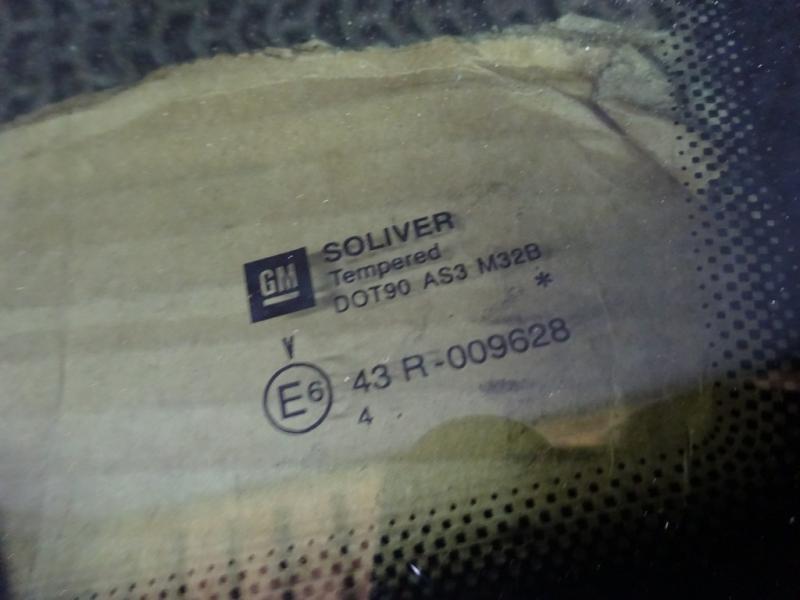 GM
SOLIVER
Tempered
DOT90 AS3 M32B
*
V
E6 43 R-009628
4 .